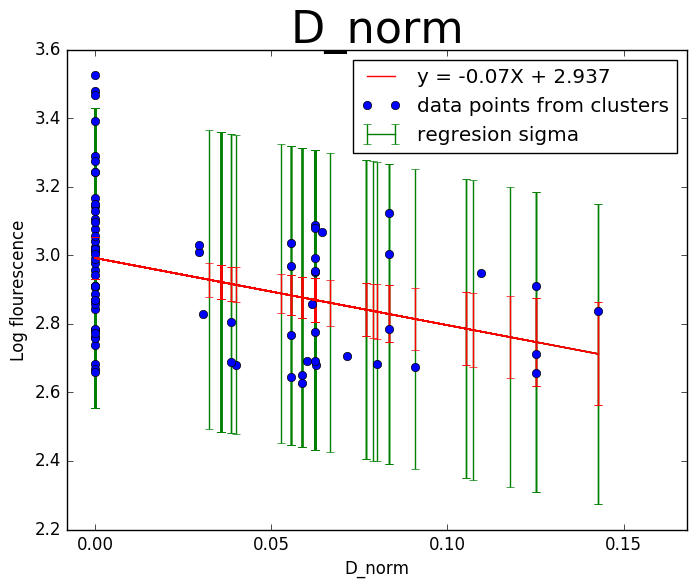 D_norm
y = -0.07X + 2.937
data points from clusters
regresion sigma
3.6
3.4
3.2
3.0
2.8
2.6
2.4
2.2
Log flourescence
0.00 0.05 0.10 0.15
D_norm